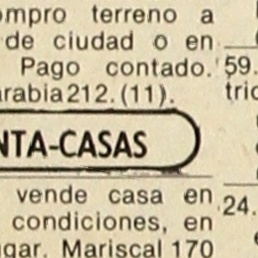 ompro terreno a
de ciudad o en
Pago contado.
arabia 212. (11).
NTA-CASAS
vende casa en
condiciones, en
ugar. Mariscal 170
59.
tric
24.